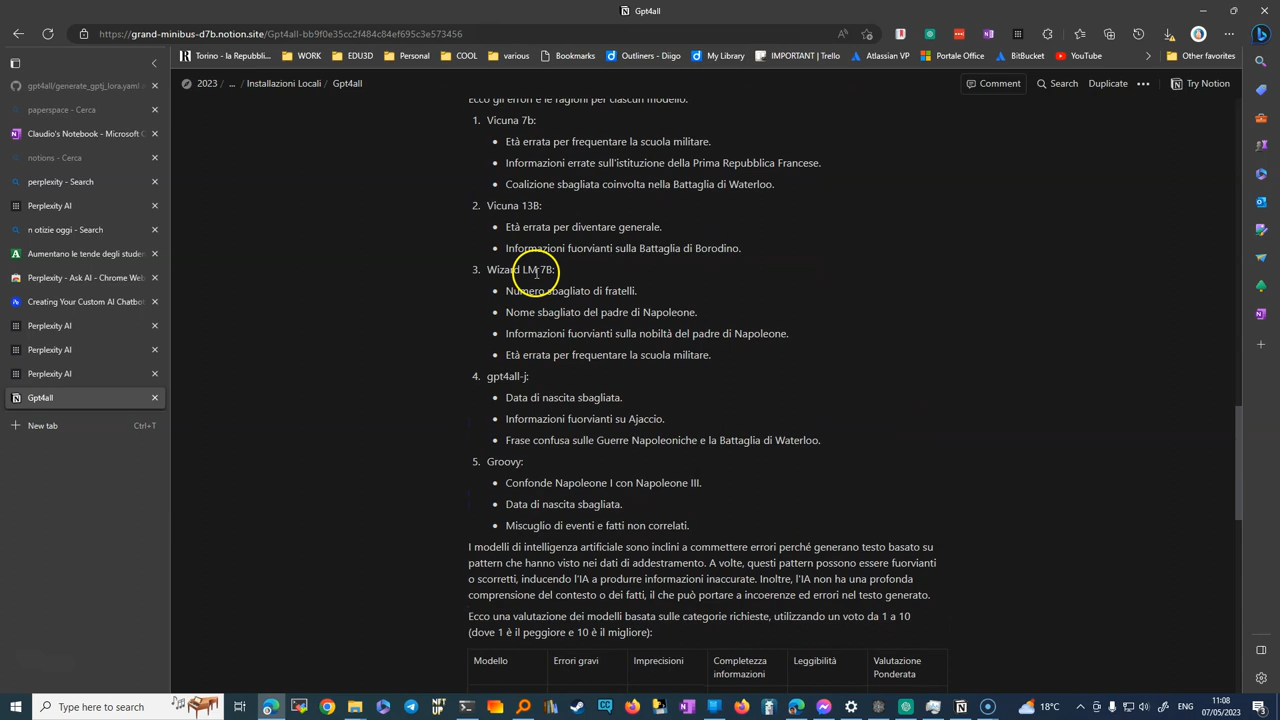 Gpt4all
https://grand-minibus-d7b.notion.site/Gpt4all-bb9f0e35cc2f484c84ef695c3e573456
Torino - la Repubbl...
WORK
EDU3D
Personal
COOL
various
Bookmarks
Outliners - Diigo
My Library
IMPORTANT | Trello
Atlassian VP
Portale Office
BitBucket
YouTube
Other favorites
2023 / ... / Installazioni Locali / Gpt4all
Comment
Search
Duplicate
Try Notion
gpt4all/generate_gptj_lora.yaml a
paperspace - Cerca
Claudio's Notebook - Microsoft C
notions - Cerca
perplexity - Search
Perplexity AI
n otizie oggi - Search
Aumentano le tende degli studen
Perplexity - Ask AI - Chrome Web
Creating Your Custom AI Chatbot
Perplexity AI
Perplexity AI
Perplexity AI
Gpt4all
New tab
Ctrl+T
Ecco gli errori e le ragioni per ciascun modello:
1. Vicuna 7b:
• Età errata per frequentare la scuola militare.
• Informazioni errate sull'istituzione della Prima Repubblica Francese.
• Coalizione sbagliata coinvolta nella Battaglia di Waterloo.
2. Vicuna 13B:
• Età errata per diventare generale.
• Informazioni fuorvianti sulla Battaglia di Borodino.
3. Wizard LM 7B:
• Numero sbagliato di fratelli.
• Nome sbagliato del padre di Napoleone.
• Informazioni fuorvianti sulla nobiltà del padre di Napoleone.
• Età errata per frequentare la scuola militare.
4. gpt4all-j:
• Data di nascita sbagliata.
• Informazioni fuorvianti su Ajaccio.
• Frase confusa sulle Guerre Napoleoniche e la Battaglia di Waterloo.
5. Groovy:
• Confonde Napoleone I con Napoleone III.
• Data di nascita sbagliata.
• Miscuglio di eventi e fatti non correlati.
I modelli di intelligenza artificiale sono inclini a commettere errori perché generano testo basato su
pattern che hanno visto nei dati di addestramento. A volte, questi pattern possono essere fuorvianti
o scorretti, inducendo l'IA a produrre informazioni inaccurate. Inoltre, l'IA non ha una profonda
comprensione del contesto o dei fatti, il che può portare a incoerenze ed errori nel testo generato.
Ecco una valutazione dei modelli basata sulle categorie richieste, utilizzando un voto da 1 a 10
(dove 1 è il peggiore e 10 è il migliore):
Modello
Errori gravi
Imprecisioni
Completezza
informazioni
Leggibilità
Valutazione
Ponderata
Type here to search
NFT
UP
18°C
11:08
07/05/2023